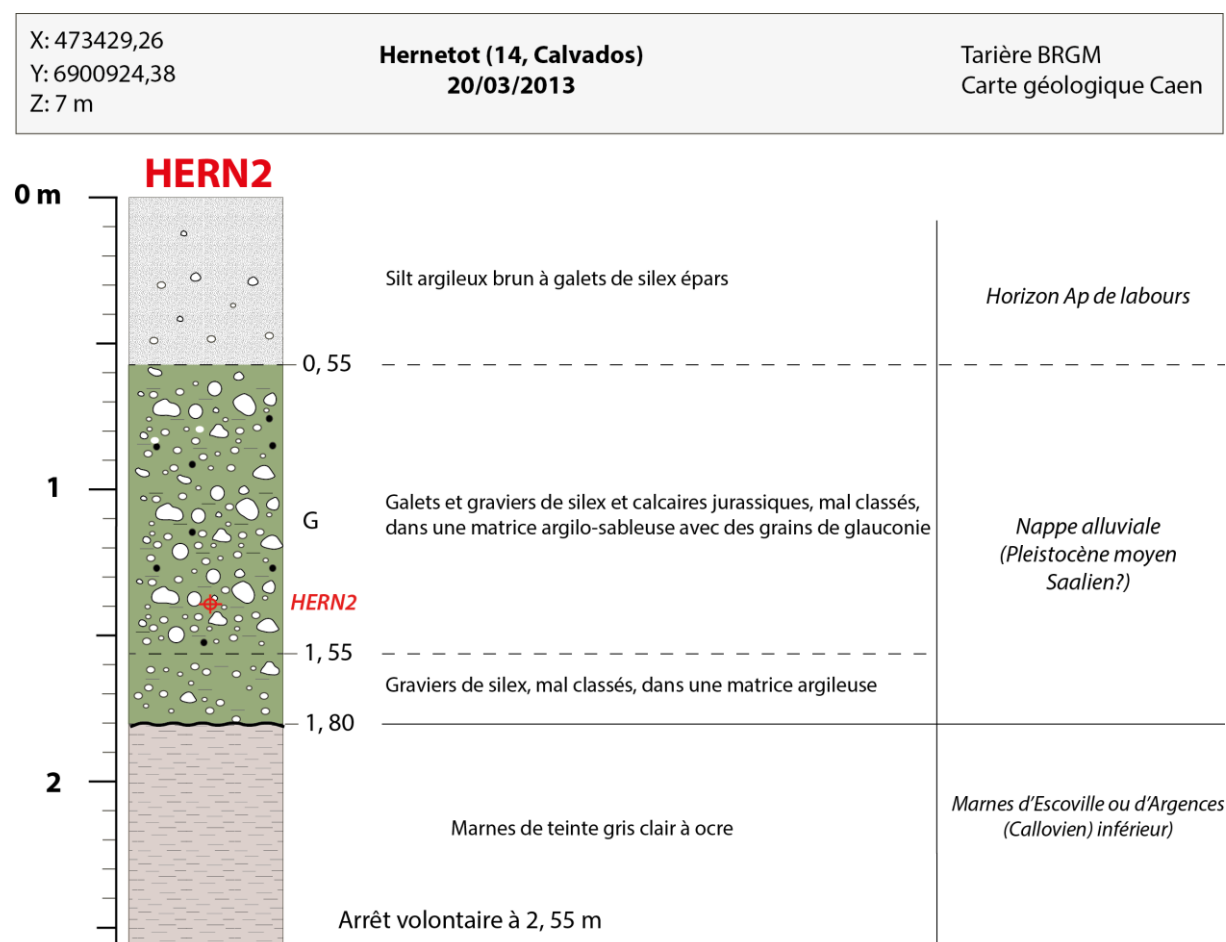 X: 473429,26
Y: 6900924,38
Z: 7 m
Hernetot (14, Calvados)
20/03/2013
Tarière BRGM
Carte géologique Caen
HERN2
0 m
Silt argileux brun à galets de silex épars
Horizon Ap de labours
0, 55
1
Galets et graviers de silex et calcaires jurassiques, mal classés,
dans une matrice argilo-sableuse avec des grains de glauconie
G
Nappe alluviale
(Pleistocène moyen
Saalien?)
HERN2
1, 55
Graviers de silex, mal classés, dans une matrice argileuse
1, 80
2
Marnes de teinte gris clair à ocre
Marnes d'Escoville ou d'Argences
(Callovien) inférieur)
Arrêt volontaire à 2, 55 m